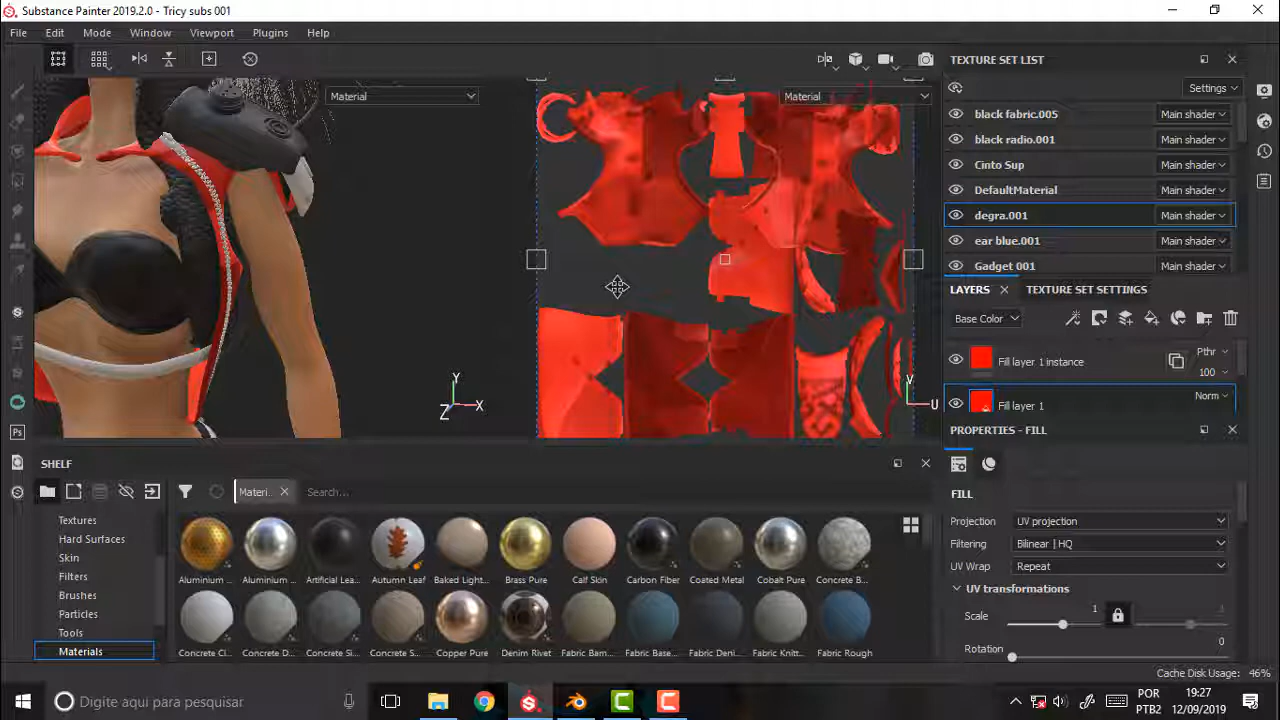 Substance Painter 2019.2.0 - Tricy subs 001
File Edit Mode Window Viewport Plugins Help
Material
Material
Y
X
Z
V
U
TEXTURE SET LIST
Settings
black fabric.005 Main shader
black radio.001 Main shader
Cinto Sup Main shader
DefaultMaterial Main shader
degra.001 Main shader
ear blue.001 Main shader
Gadget 001 Main shader
LAYERS TEXTURE SET SETTINGS
Base Color
Fill layer 1 instance Pthr
100
Fill layer 1 Norm
PROPERTIES - FILL
FILL
Projection UV projection
Filtering Bilinear | HQ
UV Wrap Repeat
UV transformations
Scale 1
Rotation 0
SHELF
Materi... Search...
Textures
Hard Surfaces
Skin
Filters
Brushes
Particles
Tools
Materials
Aluminium ... Aluminium ... Artificial Lea... Autumn Leaf Baked Light... Brass Pure Calf Skin Carbon Fiber Coated Metal Cobalt Pure Concrete B...
Concrete Cl... Concrete D... Concrete Si... Concrete S... Copper Pure Denim Rivet Fabric Bam... Fabric Base... Fabric Deni... Fabric Knitt... Fabric Rough
Cache Disk Usage: 46%
Ps
Digite aqui para pesquisar
POR
PTB2
19:27
12/09/2019